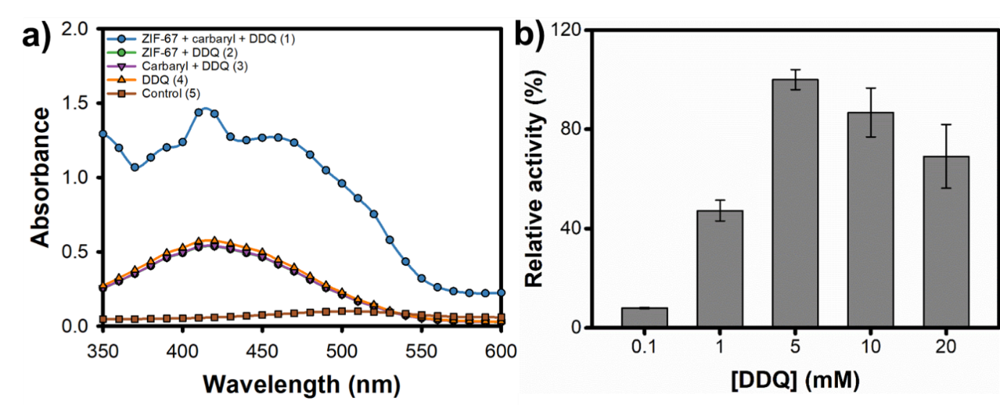 a)
2.0
1.5
1.0
0.5
0.0
Absorbance
ZIF-67 + carbaryl + DDQ (1)
ZIF-67 + DDQ (2)
Carbaryl + DDQ (3)
DDQ (4)
Control (5)
350 400 450 500 550 600
Wavelength (nm)
b)
120
80
40
0
Relative activity (%)
0.1 1 5 10 20
[DDQ] (mM)